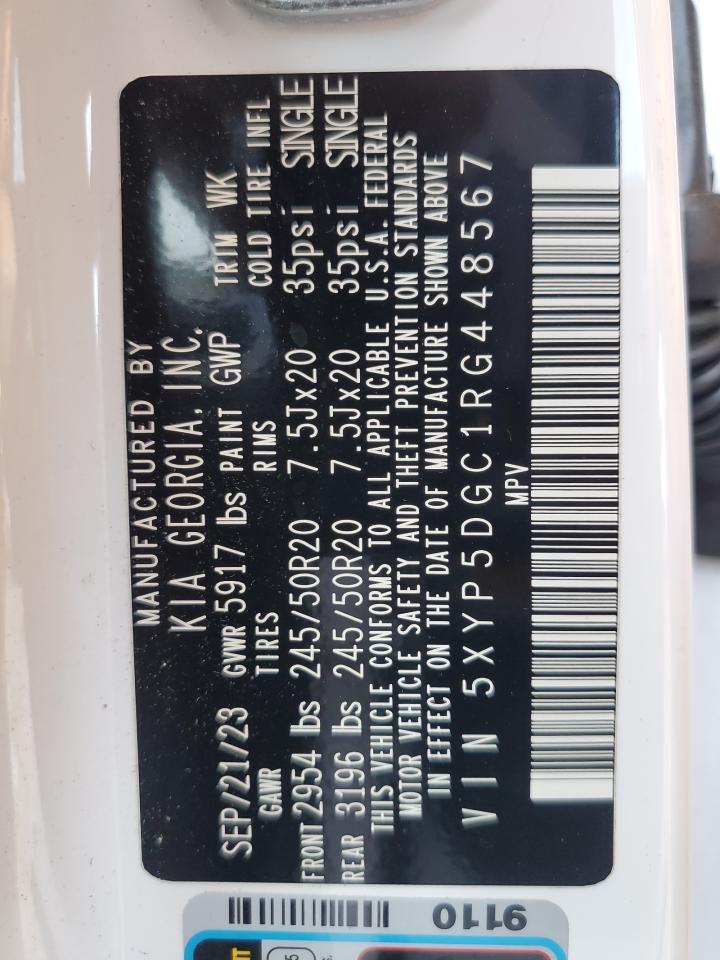 MANUFACTURED BY
KIA GEORGIA, INC.
SEP/21/23 GVWR 5917 lbs PAINT GWP TRIM WK
GAWR TIRES RIMS COLD TIRE INFL
FRONT 2954 lbs 245/50R20 7.5Jx20 35psi SINGLE
REAR 3196 lbs 245/50R20 7.5Jx20 35psi SINGLE
THIS VEHICLE CONFORMS TO ALL APPLICABLE U.S.A. FEDERAL
MOTOR VEHICLE SAFETY AND THEFT PREVENTION STANDARDS
IN EFFECT ON THE DATE OF MANUFACTURE SHOWN ABOVE
VIN 5XYP5DGC1RG448567
MPV
9110